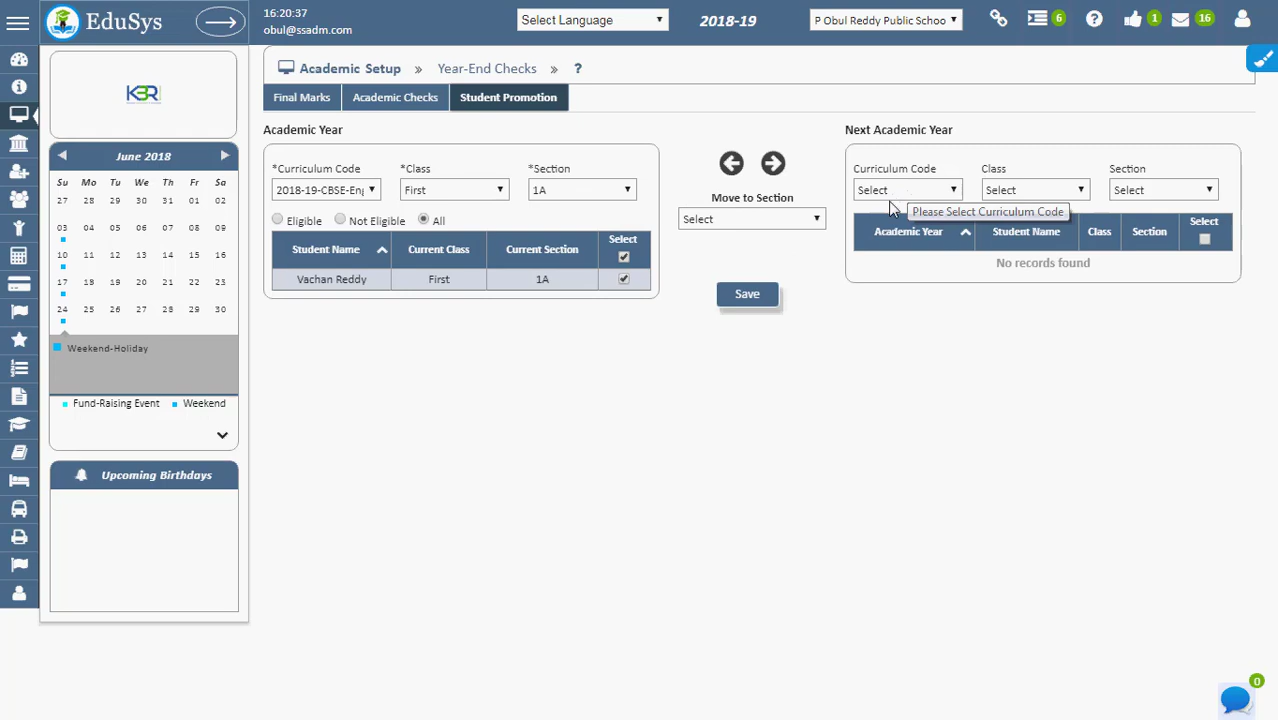 EduSys
16:20:37
obul@ssadm.com
Select Language
2018-19
P Obul Reddy Public Schoo
6
1
16
KBR
Academic Setup » Year-End Checks » ?
Final Marks Academic Checks Student Promotion
June 2018
Su Mo Tu We Th Fr Sa
27 28 29 30 31 01 02
03 04 05 06 07 08 09
10 11 12 13 14 15 16
17 18 19 20 21 22 23
24 25 26 27 28 29 30
Weekend-Holiday
Fund-Raising Event Weekend
Upcoming Birthdays
Academic Year
*Curriculum Code *Class *Section
2018-19-CBSE-Eng First 1A
Eligible Not Eligible All
Student Name Current Class Current Section Select
Vachan Reddy First 1A
Move to Section
Select
Save
Next Academic Year
Curriculum Code Class Section
Select Select Select
Please Select Curriculum Code
Academic Year Student Name Class Section Select
No records found
0